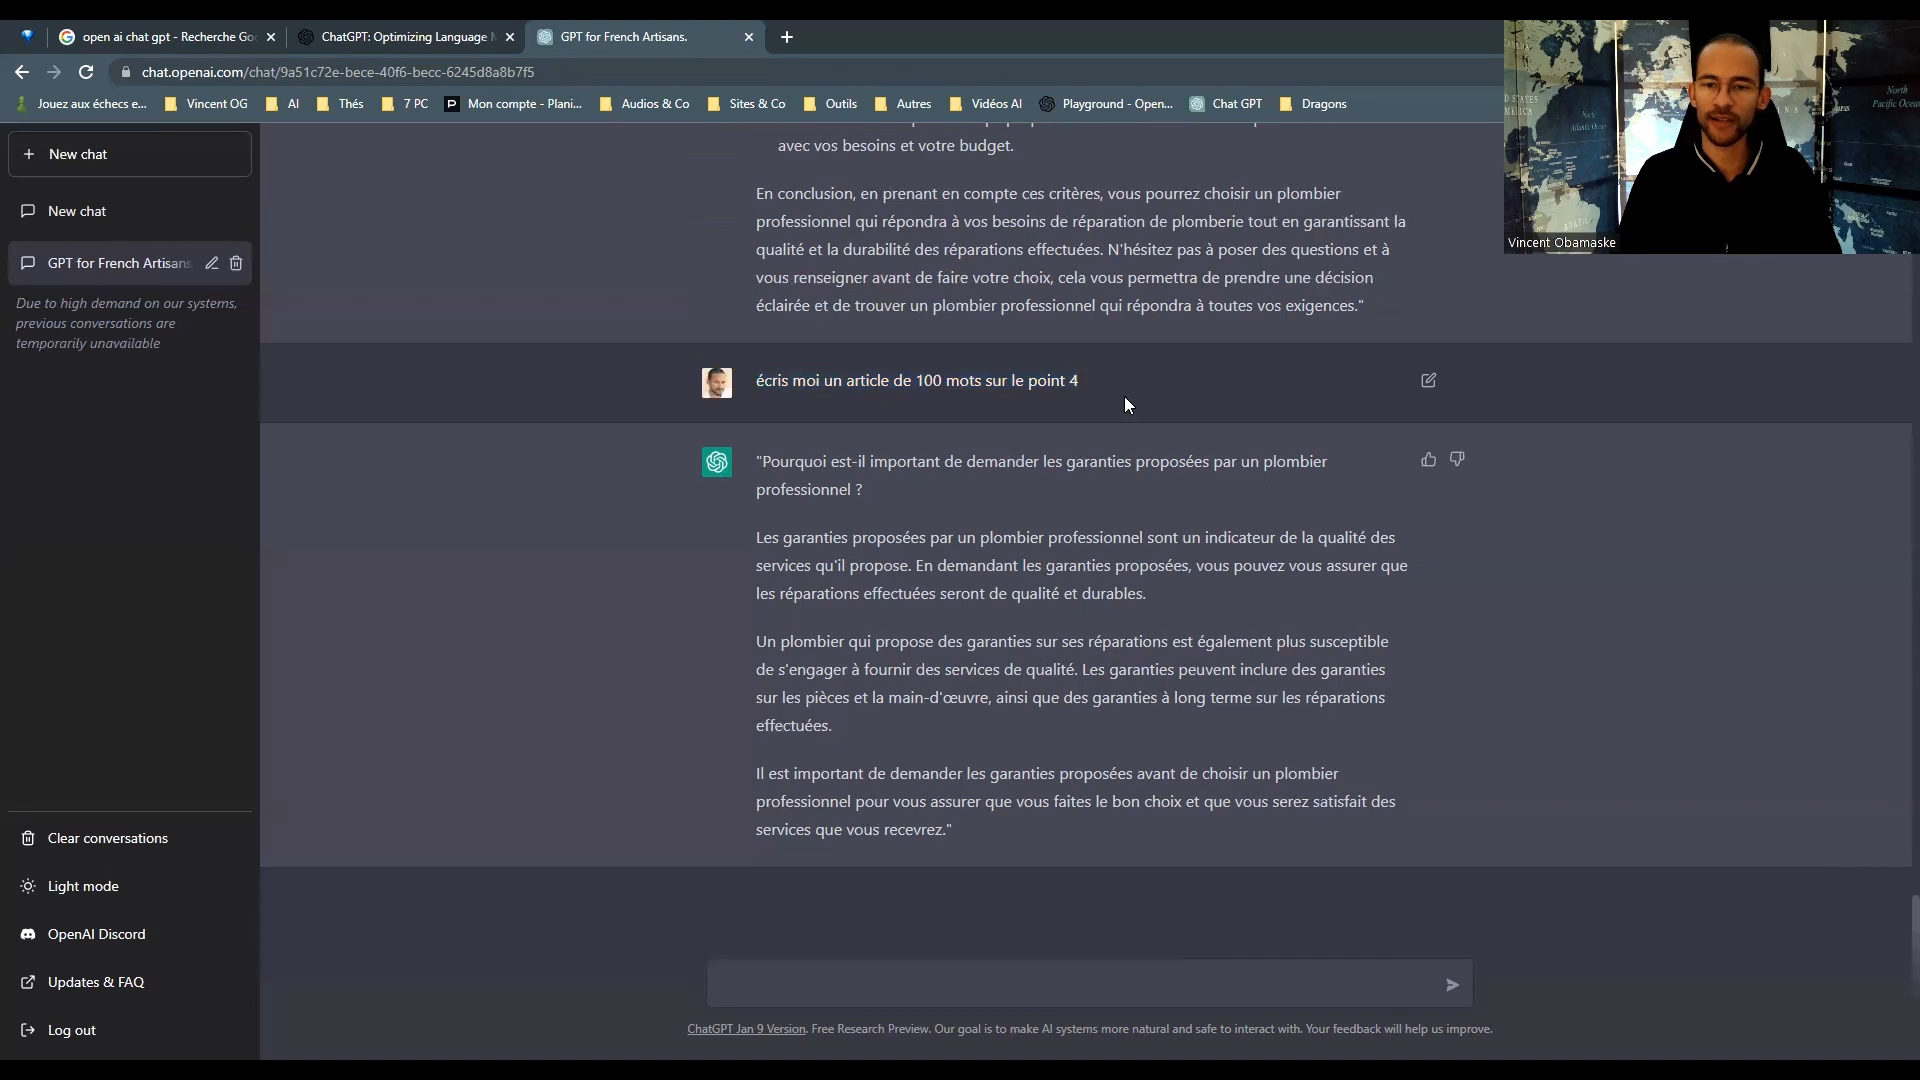 open ai chat gpt - Recherche Go
ChatGPT: Optimizing Language
GPT for French Artisans.
chat.openai.com/chat/9a51c72e-bece-40f6-becc-6245d8a8b7f5
Jouez aux échecs e...
Vincent OG
AI
Thés
7 PC
Mon compte - Plani...
Audios & Co
Sites & Co
Outils
Autres
Vidéos AI
Playground - Open...
Chat GPT
Dragons
North
Pacific Ocean
North
Atlantic Ocean
Vincent Obamaske
New chat
New chat
GPT for French Artisans
Due to high demand on our systems,
previous conversations are
temporarily unavailable
Clear conversations
Light mode
OpenAI Discord
Updates & FAQ
Log out
avec vos besoins et votre budget.
En conclusion, en prenant en compte ces critères, vous pourrez choisir un plombier
professionnel qui répondra à vos besoins de réparation de plomberie tout en garantissant la
qualité et la durabilité des réparations effectuées. N'hésitez pas à poser des questions et à
vous renseigner avant de faire votre choix, cela vous permettra de prendre une décision
éclairée et de trouver un plombier professionnel qui répondra à toutes vos exigences."
écris moi un article de 100 mots sur le point 4
"Pourquoi est-il important de demander les garanties proposées par un plombier
professionnel ?
Les garanties proposées par un plombier professionnel sont un indicateur de la qualité des
services qu'il propose. En demandant les garanties proposées, vous pouvez vous assurer que
les réparations effectuées seront de qualité et durables.
Un plombier qui propose des garanties sur ses réparations est également plus susceptible
de s'engager à fournir des services de qualité. Les garanties peuvent inclure des garanties
sur les pièces et la main-d'œuvre, ainsi que des garanties à long terme sur les réparations
effectuées.
Il est important de demander les garanties proposées avant de choisir un plombier
professionnel pour vous assurer que vous faites le bon choix et que vous serez satisfait des
services que vous recevrez."
ChatGPT Jan 9 Version. Free Research Preview. Our goal is to make AI systems more natural and safe to interact with. Your feedback will help us improve.